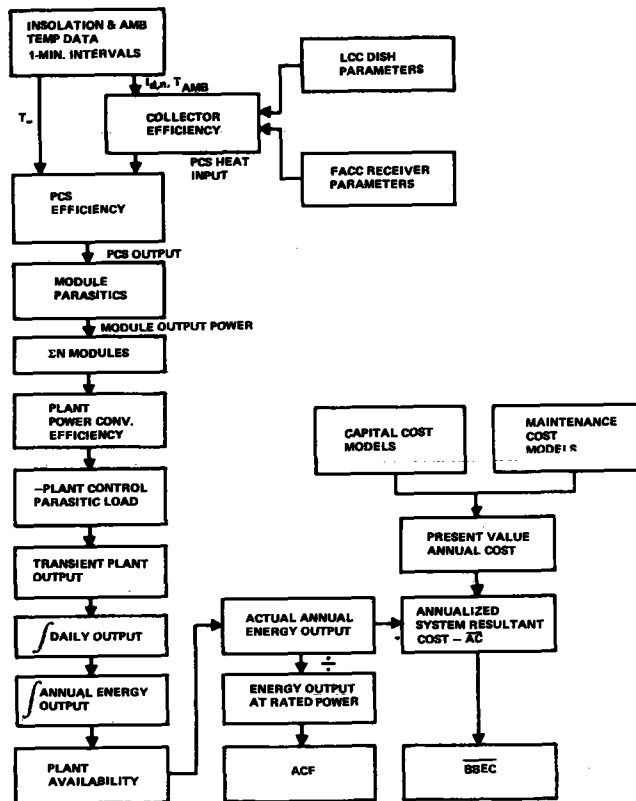 INSOLATION & AMB
TEMP DATA
1-MIN. INTERVALS
LCC DISH
PARAMETERS
I_d,n, T_AMB
T_∞
COLLECTOR
EFFICIENCY
PCS HEAT
INPUT
FACC RECEIVER
PARAMETERS
PCS
EFFICIENCY
PCS OUTPUT
MODULE
PARASITICS
MODULE OUTPUT POWER
ΣN MODULES
PLANT
POWER CONV.
EFFICIENCY
CAPITAL COST
MODELS
MAINTENANCE
COST
MODELS
–PLANT CONTROL
PARASITIC LOAD
PRESENT VALUE
ANNUAL COST
TRANSIENT PLANT
OUTPUT
ACTUAL ANNUAL
ENERGY OUTPUT
ANNUALIZED
SYSTEM RESULTANT
COST – A̅C̅
∫DAILY OUTPUT
÷
ENERGY OUTPUT
AT RATED POWER
∫ANNUAL ENERGY
OUTPUT
PLANT
AVAILABILITY
ACF
B̅B̅E̅C̅